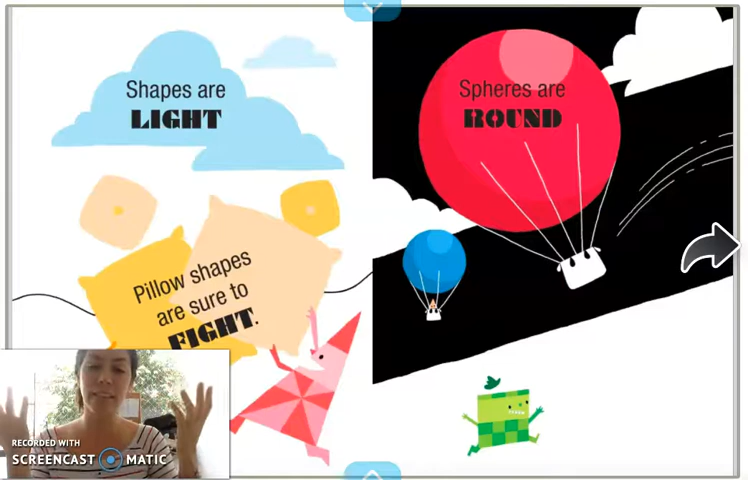 Shapes are
LIGHT
Pillow shapes
are sure to
FIGHT.
Spheres are
ROUND
RECORDED WITH
SCREENCAST MATIC